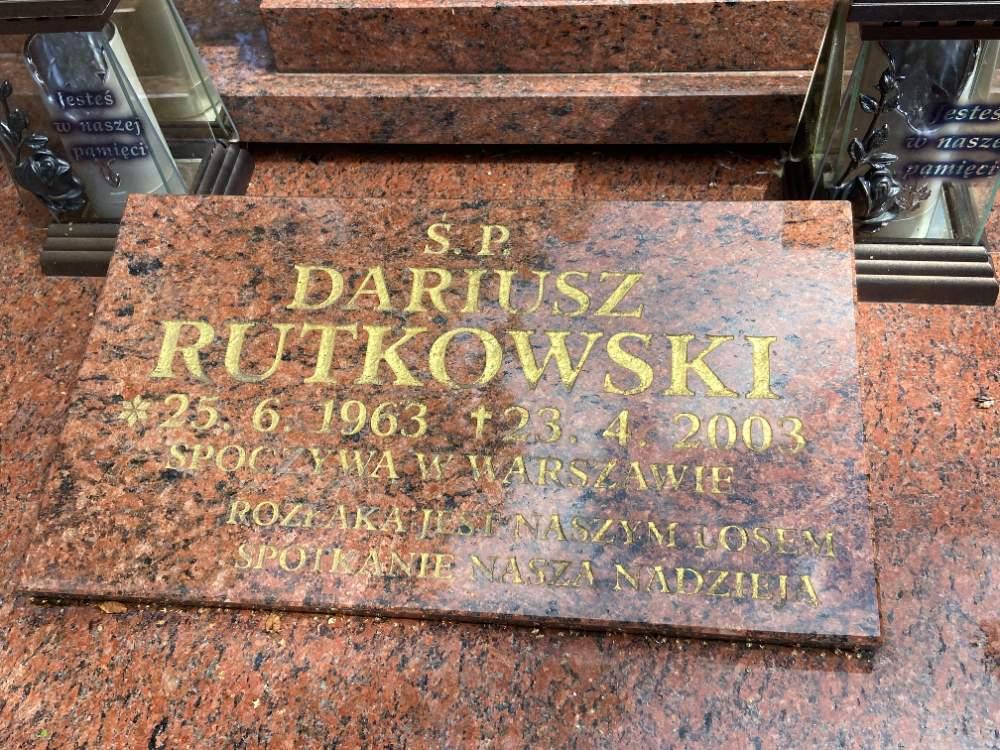 Jesteś
w naszej
pamięci
Jesteś
w naszej
pamięci
Ś. P.
DARIUSZ
RUTKOWSKI
* 25. 6. 1963 † 23. 4. 2003
SPOCZYWA W WARSZAWIE
ROZŁĄKA JEST NASZYM LOSEM
SPOTKANIE NASZĄ NADZIEJĄ